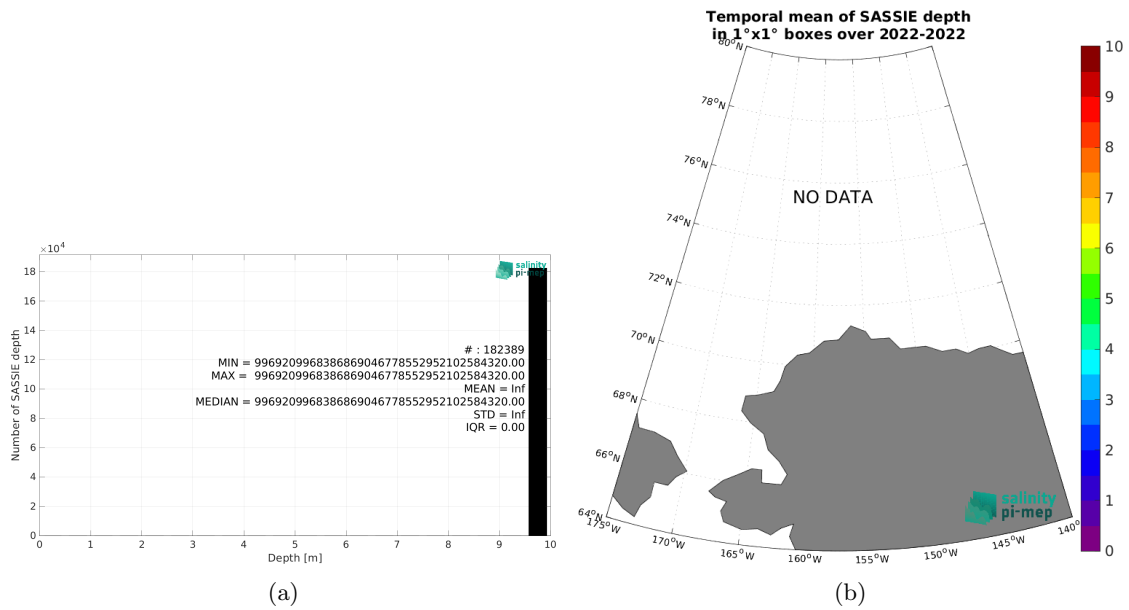 ×10⁴
18
16
14
12
10
8
6
4
2
0
Number of SASSIE depth
salinity
pi-mep
# : 182389
MIN = 9969209968386869046778552952102584320.00
MAX = 9969209968386869046778552952102584320.00
MEAN = Inf
MEDIAN = 9969209968386869046778552952102584320.00
STD = Inf
IQR = 0.00
0 1 2 3 4 5 6 7 8 9 10
Depth [m]
(a)
Temporal mean of SASSIE depth
in 1°x1° boxes over 2022-2022
80°N
78°N
76°N
74°N
72°N
70°N
68°N
66°N
64°N
NO DATA
salinity
pi-mep
175°W 170°W 165°W 160°W 155°W 150°W 145°W 140°
10
9
8
7
6
5
4
3
2
1
0
(b)